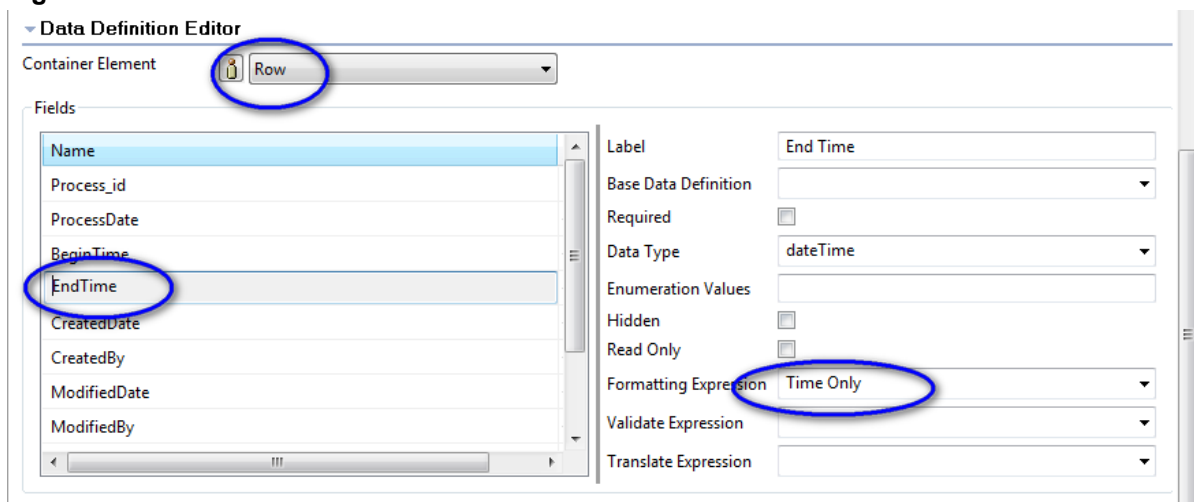 Data Definition Editor
Container Element
Row
Fields
Name
Process_id
ProcessDate
BeginTime
EndTime
CreatedDate
CreatedBy
ModifiedDate
ModifiedBy
Label End Time
Base Data Definition
Required
Data Type dateTime
Enumeration Values
Hidden
Read Only
Formatting Expression Time Only
Validate Expression
Translate Expression